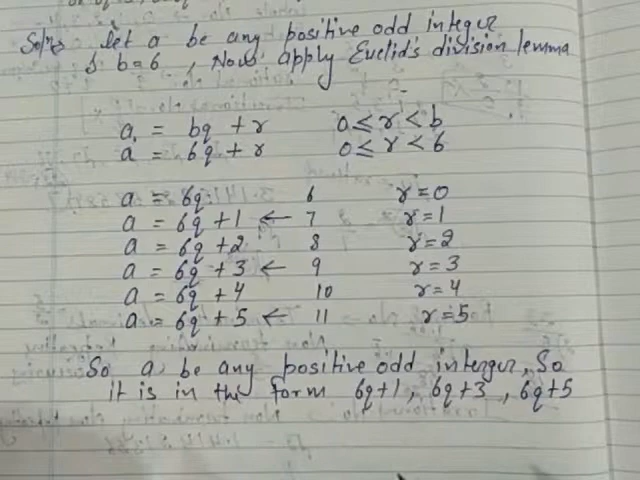 Soln: let a be any positive odd integer
& b=6 , Now apply Euclid's division lemma
a = bq + r 0 ≤ r < b
a = 6q + r 0 ≤ r < 6
a = 6q 6 r=0
a = 6q + 1 ← 7 r=1
a = 6q + 2 8 r=2
a = 6q + 3 ← 9 r=3
a = 6q + 4 10 r=4
a = 6q + 5 ← 11 r=5
So a be any positive odd interger, So
it is in the form 6q+1, 6q+3, 6q+5